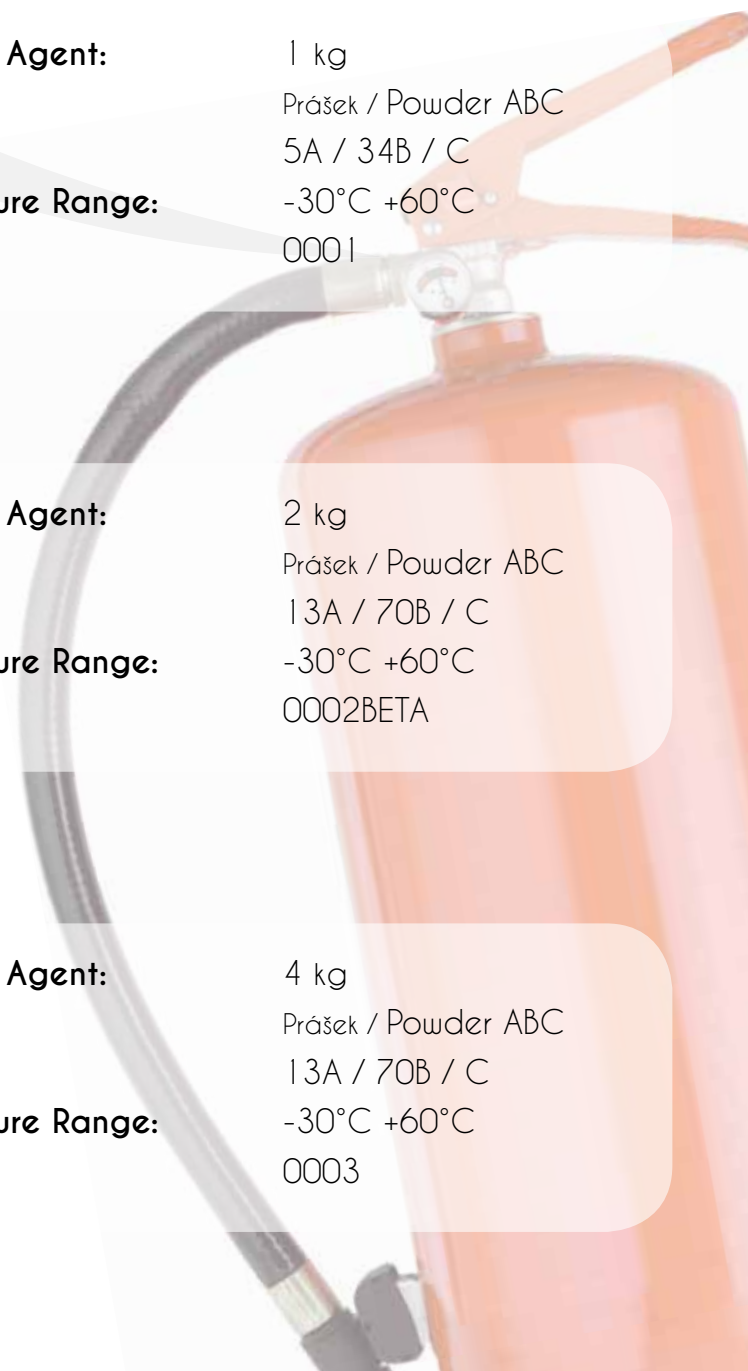 Agent: 1 kg
Prášek / Powder ABC
5A / 34B / C
ure Range: -30°C +60°C
0001
Agent: 2 kg
Prášek / Powder ABC
13A / 70B / C
ure Range: -30°C +60°C
0002BETA
Agent: 4 kg
Prášek / Powder ABC
13A / 70B / C
ure Range: -30°C +60°C
0003